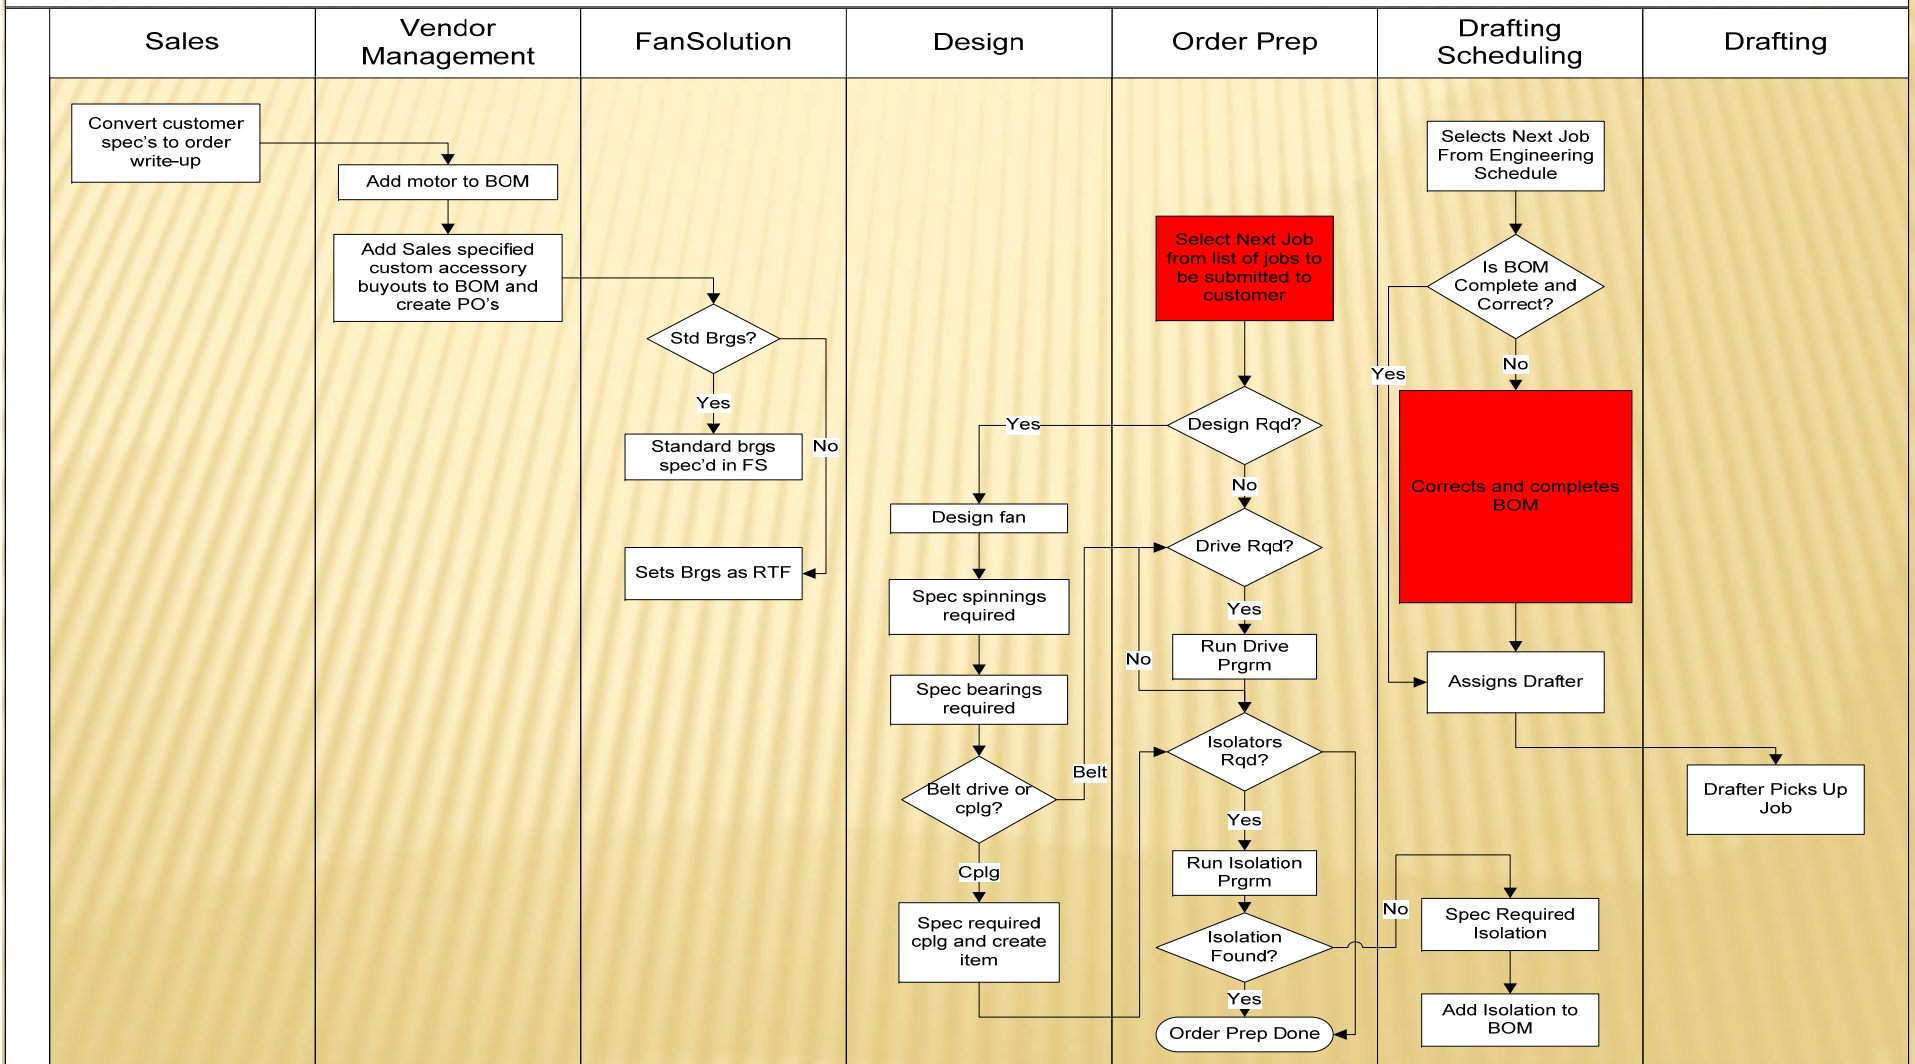 Sales
Vendor
Management
FanSolution
Design
Order Prep
Drafting
Scheduling
Drafting
Convert customer
spec's to order
write-up
Add motor to BOM
Add Sales specified
custom accessory
buyouts to BOM and
create PO's
Std Brgs?
Yes
No
Standard brgs
spec'd in FS
Sets Brgs as RTF
Yes
Design fan
Spec spinnings
required
Spec bearings
required
Belt drive or
cplg?
Belt
Cplg
Spec required
cplg and create
item
Select Next Job
from list of jobs to
be submitted to
customer
Design Rqd?
No
Drive Rqd?
Yes
No
Run Drive
Prgrm
Isolators
Rqd?
Yes
Run Isolation
Prgrm
Isolation
Found?
No
Yes
Order Prep Done
Selects Next Job
From Engineering
Schedule
Is BOM
Complete and
Correct?
Yes
No
Corrects and completes
BOM
Assigns Drafter
Spec Required
Isolation
Add Isolation to
BOM
Drafter Picks Up
Job